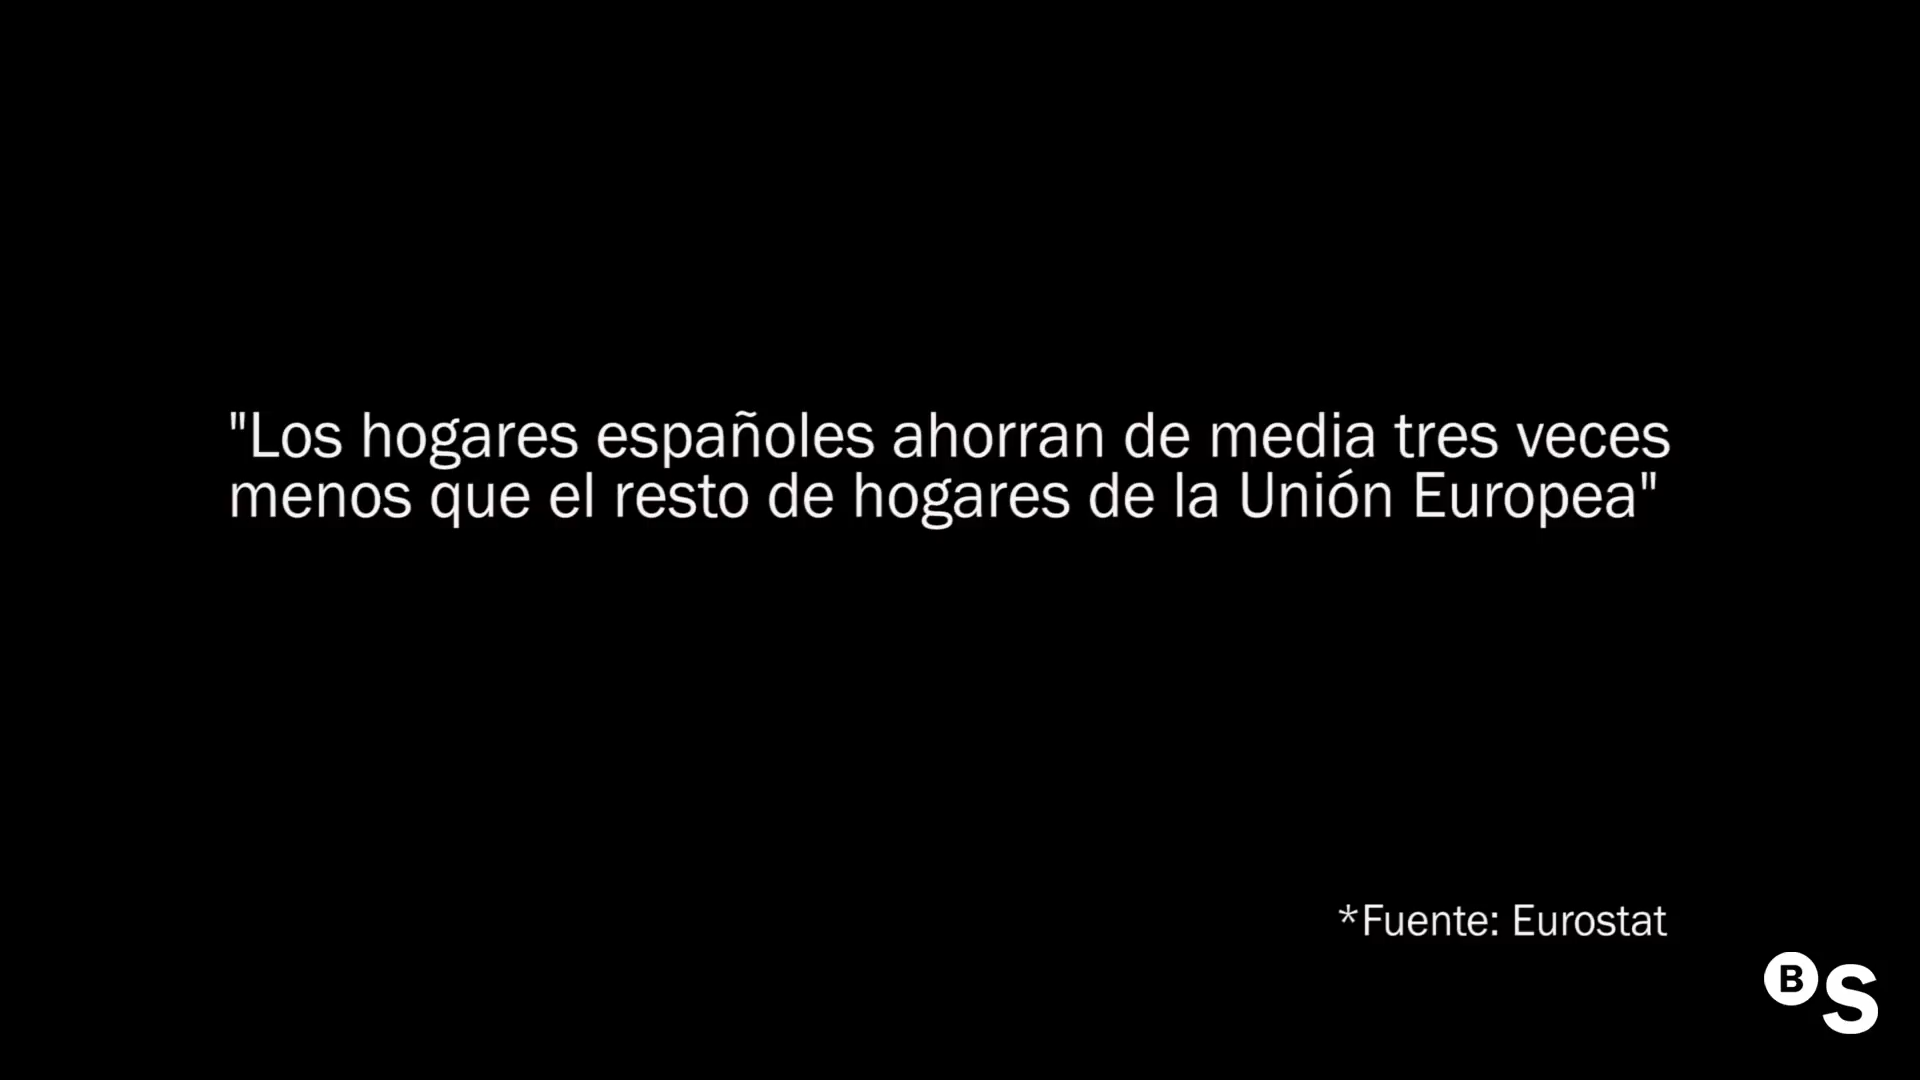 "Los hogares españoles ahorran de media tres veces
menos que el resto de hogares de la Unión Europea"
*Fuente: Eurostat
BS